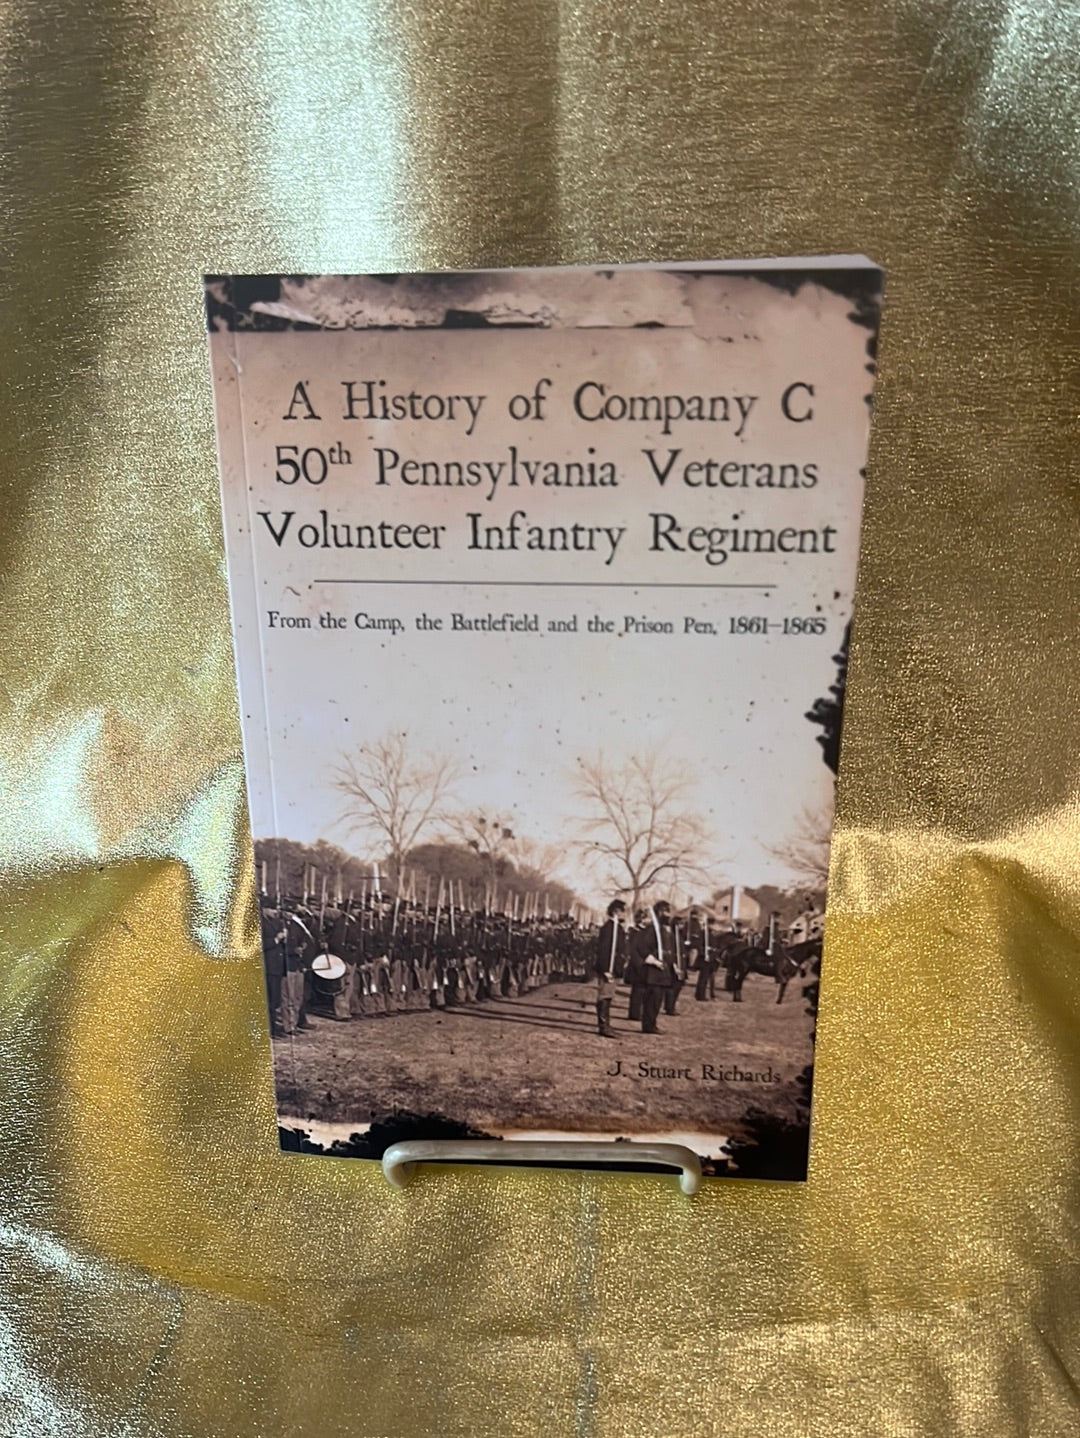 A History of Company C
50th Pennsylvania Veterans
Volunteer Infantry Regiment
From the Camp, the Battlefield and the Prison Pen, 1861–1865
J. Stuart Richards